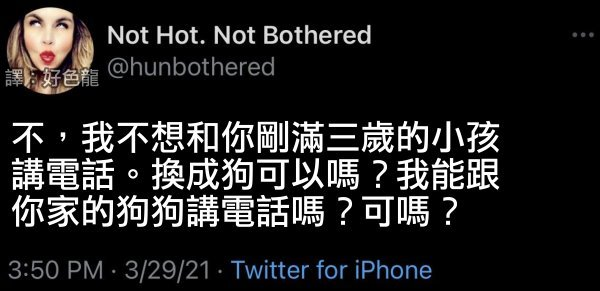 Not Hot. Not Bothered
@hunbothered
譯：好色龍
不，我不想和你剛滿三歲的小孩
講電話。換成狗可以嗎？我能跟
你家的狗狗講電話嗎？可嗎？
3:50 PM · 3/29/21 · Twitter for iPhone